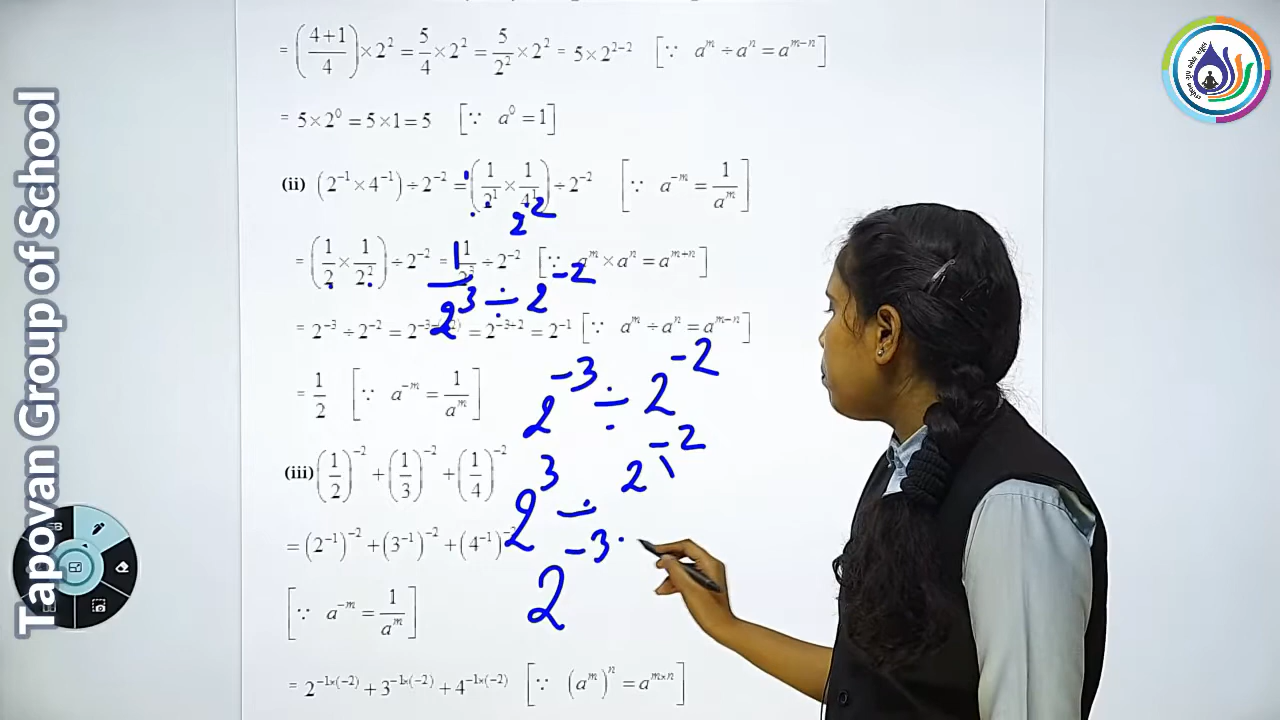 = ((4+1)/4) × 2² = 5/4 × 2² = 5/2² × 2² = 5 × 2²⁻² [∵ aᵐ ÷ aⁿ = aᵐ⁻ⁿ]
= 5 × 2⁰ = 5 × 1 = 5 [∵ a⁰ = 1]
(ii) (2⁻¹ × 4⁻¹) ÷ 2⁻² = (1/2¹ × 1/4¹) ÷ 2⁻² [∵ a⁻ᵐ = 1/aᵐ]
2²
= (1/2 × 1/2²) ÷ 2⁻² = 1/2³ ÷ 2⁻² [∵ aᵐ × aⁿ = aᵐ⁺ⁿ]
1/2³ ÷ 2⁻²
= 2⁻³ ÷ 2⁻² = 2⁻³⁻⁽⁻²⁾ = 2⁻³⁺² = 2⁻¹ [∵ aᵐ ÷ aⁿ = aᵐ⁻ⁿ]
= 1/2 [∵ a⁻ᵐ = 1/aᵐ]
2⁻³ ÷ 2⁻²
(iii) (1/2)⁻² + (1/3)⁻² + (1/4)⁻²
2³ ÷ 2⁻²
= (2⁻¹)⁻² + (3⁻¹)⁻² + (4⁻¹)⁻²
2⁻³
[∵ a⁻ᵐ = 1/aᵐ]
= 2^(-1×(-2)) + 3^(-1×(-2)) + 4^(-1×(-2)) [∵ (aᵐ)ⁿ = aᵐˣⁿ]
Tapovan Group of School